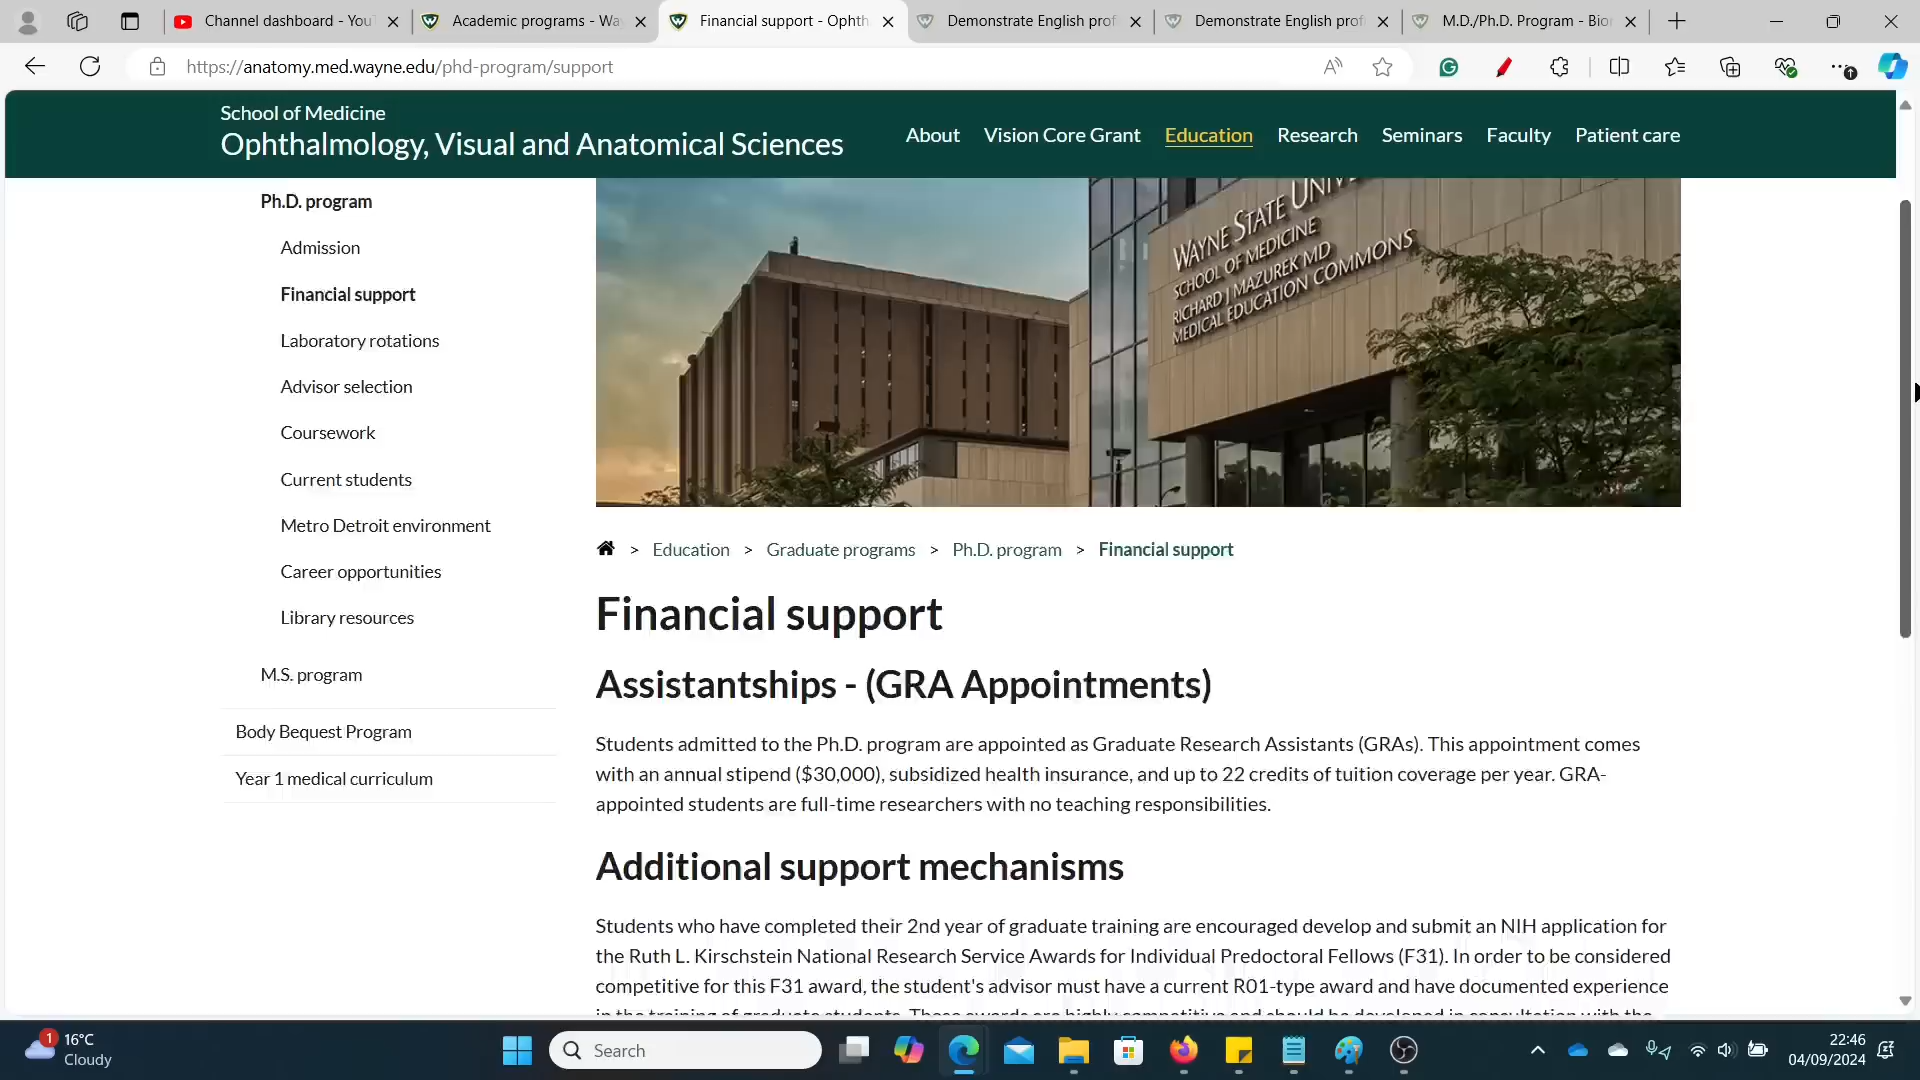 Channel dashboard - You
Academic programs - Wa
Financial support - Ophth
Demonstrate English prof
Demonstrate English prof
M.D./Ph.D. Program - Bio
https://anatomy.med.wayne.edu/phd-program/support
School of Medicine
Ophthalmology, Visual and Anatomical Sciences
About Vision Core Grant Education Research Seminars Faculty Patient care
Ph.D. program
Admission
Financial support
Laboratory rotations
Advisor selection
Coursework
Current students
Metro Detroit environment
Career opportunities
Library resources
M.S. program
Body Bequest Program
Year 1 medical curriculum
WAYNE STATE UNIVE
SCHOOL OF MEDICINE
RICHARD J MAZUREK MD
MEDICAL EDUCATION COMMONS
> Education > Graduate programs > Ph.D. program > Financial support
Financial support
Assistantships - (GRA Appointments)
Students admitted to the Ph.D. program are appointed as Graduate Research Assistants (GRAs). This appointment comes
with an annual stipend ($30,000), subsidized health insurance, and up to 22 credits of tuition coverage per year. GRA-
appointed students are full-time researchers with no teaching responsibilities.
Additional support mechanisms
Students who have completed their 2nd year of graduate training are encouraged develop and submit an NIH application for
the Ruth L. Kirschstein National Research Service Awards for Individual Predoctoral Fellows (F31). In order to be considered
competitive for this F31 award, the student's advisor must have a current R01-type award and have documented experience
in the training of graduate students. These awards are highly competitive and should be developed in consultation with the
1
16°C
Cloudy
Search
22:46
04/09/2024